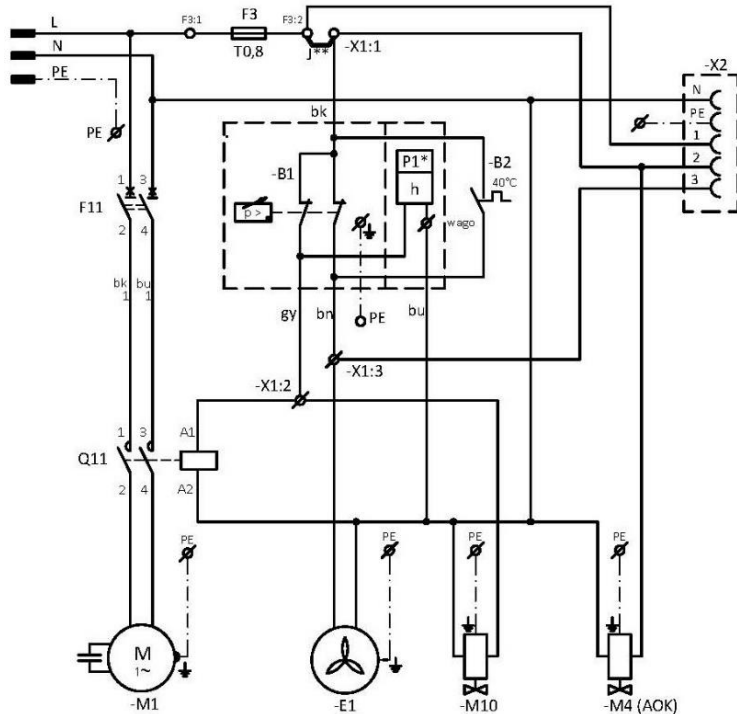 L
F3:1
F3
F3:2
T0,8
J**
-X1:1
N
PE
-X2
N
PE
1
2
3
PE
bk
-B1
P1*
h
-B2
40°C
p >
wago
1 3
F11
2 4
bk
1
bu
1
gy
bn
PE
bu
-X1:3
-X1:2
1 3
A1
Q11
A2
2 4
PE
PE
PE
PE
M
1~
-M1
-E1
-M10
-M4 (AOK)